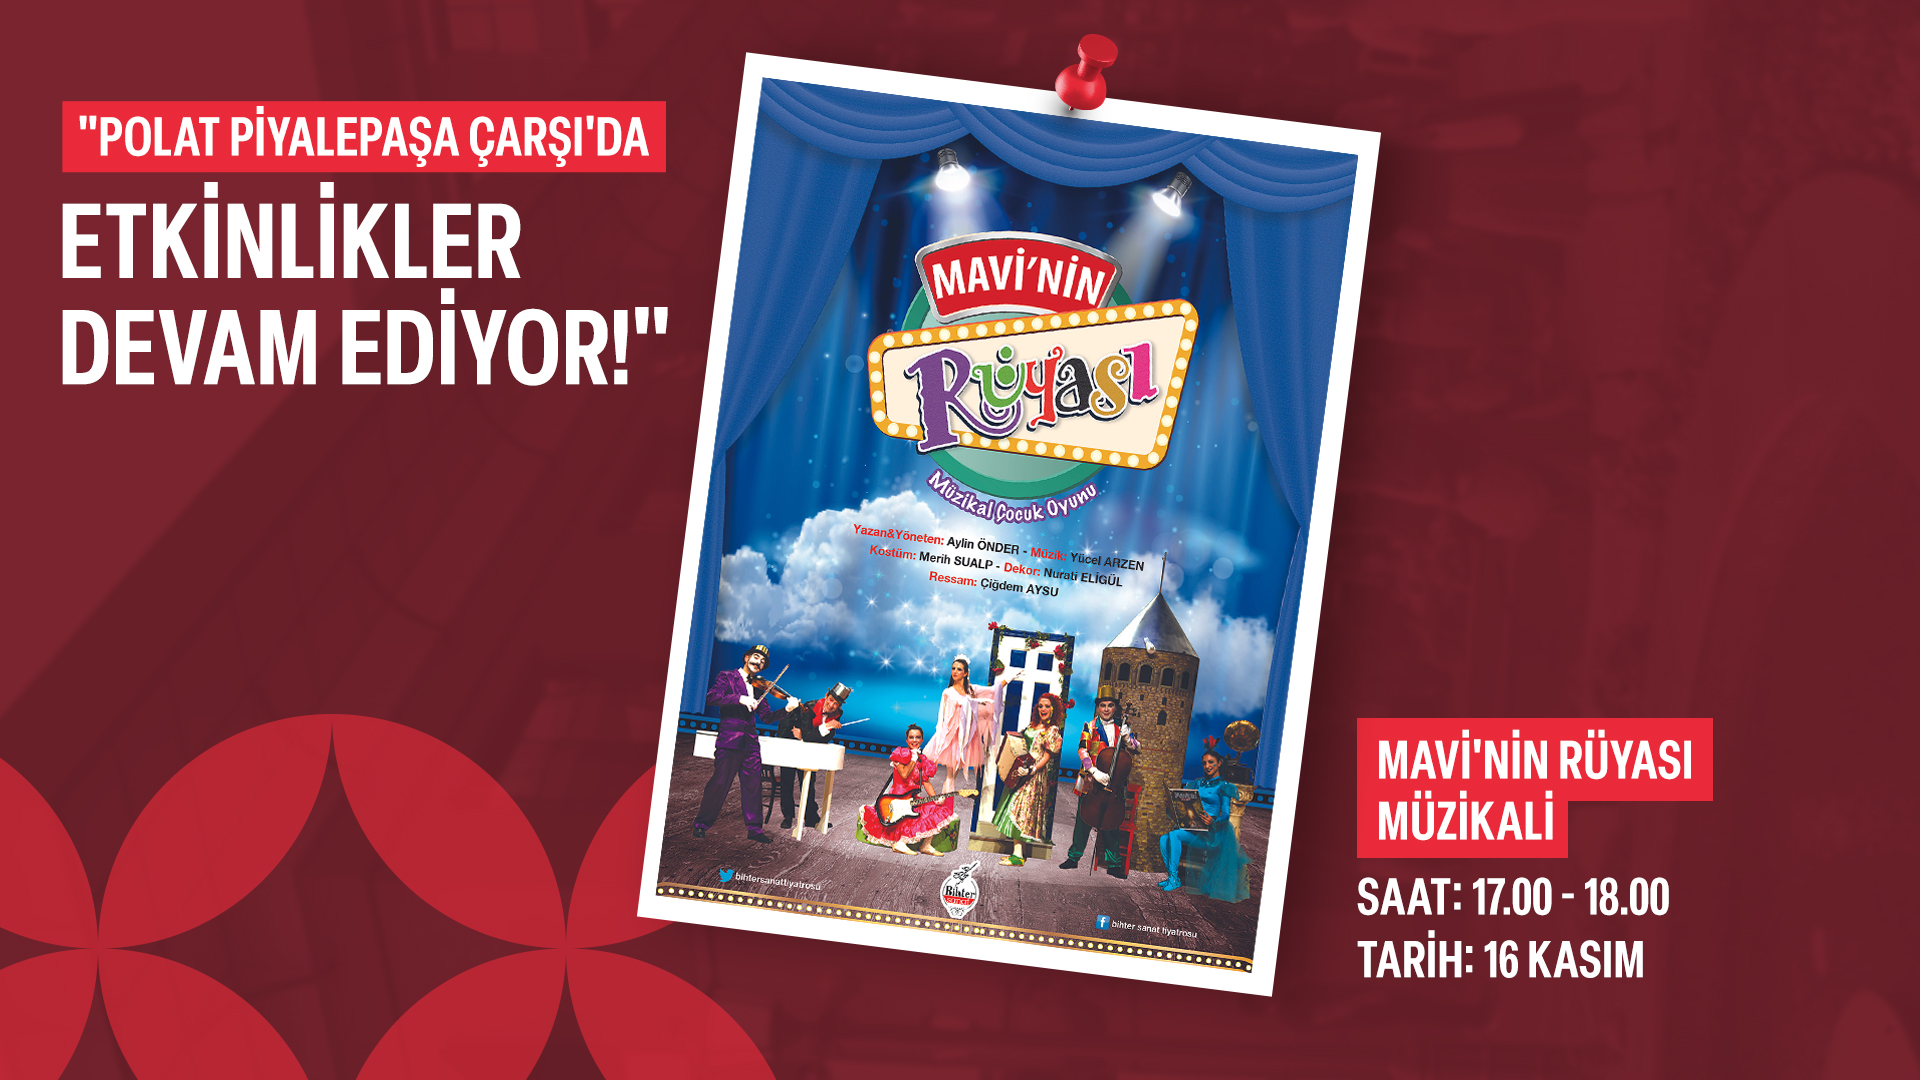 "POLAT PİYALEPAŞA ÇARŞI'DA
ETKİNLİKLER
DEVAM EDİYOR!"
MAVİ'NİN
Rüyası
Müzikal Çocuk Oyunu
Yazan&Yöneten: Aylin ÖNDER - Müzik: Yücel ARZEN
Kostüm: Merih SUALP - Dekor: Nurati ELİGÜL
Ressam: Çiğdem AYSU
bihtersanattiyatrosu
Bihter
bihter sanat tiyatrosu
MAVİ'NİN RÜYASI
MÜZİKALİ
SAAT: 17.00 - 18.00
TARİH: 16 KASIM